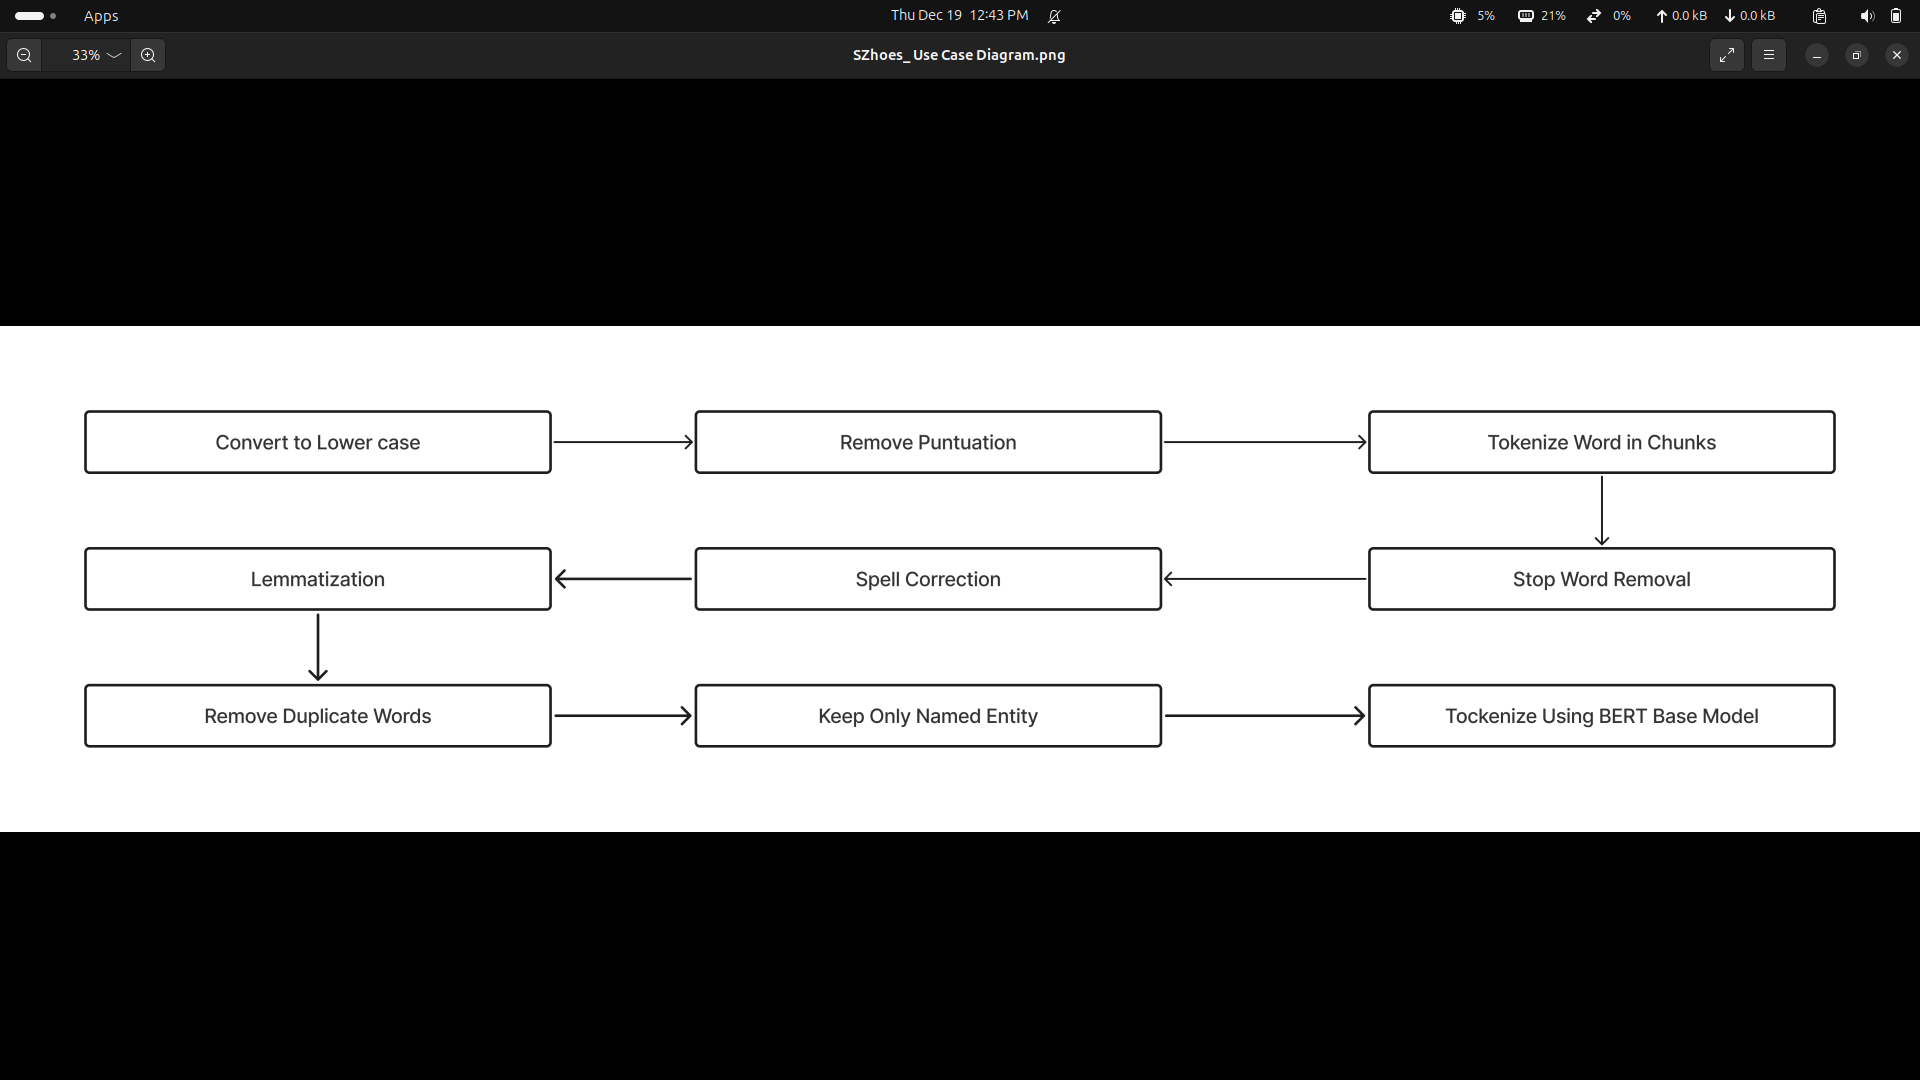 Apps
Thu Dec 19 12:43 PM
5%
21%
0%
0.0 kB
0.0 kB
33%
SZhoes_ Use Case Diagram.png
Convert to Lower case
Remove Puntuation
Tokenize Word in Chunks
Lemmatization
Spell Correction
Stop Word Removal
Remove Duplicate Words
Keep Only Named Entity
Tockenize Using BERT Base Model